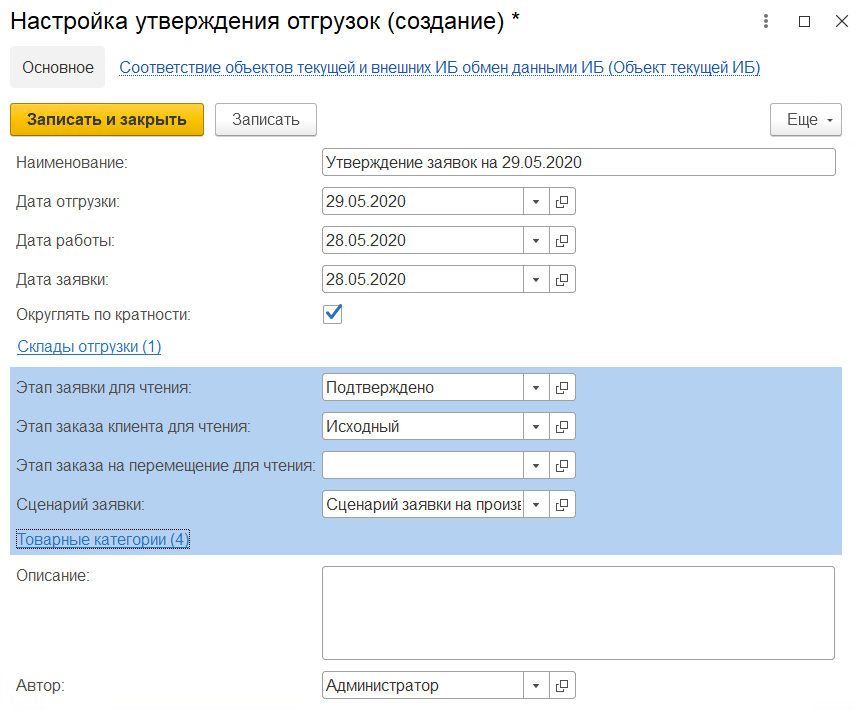 Настройка утверждения отгрузок (создание) *
Основное Соответствие объектов текущей и внешних ИБ обмен данными ИБ (Объект текущей ИБ)
Записать и закрыть Записать Еще
Наименование: Утверждение заявок на 29.05.2020
Дата отгрузки: 29.05.2020
Дата работы: 28.05.2020
Дата заявки: 28.05.2020
Округлять по кратности:
Склады отгрузки (1)
Этап заявки для чтения: Подтверждено
Этап заказа клиента для чтения: Исходный
Этап заказа на перемещение для чтения:
Сценарий заявки: Сценарий заявки на произв
Товарные категории (4)
Описание:
Автор: Администратор